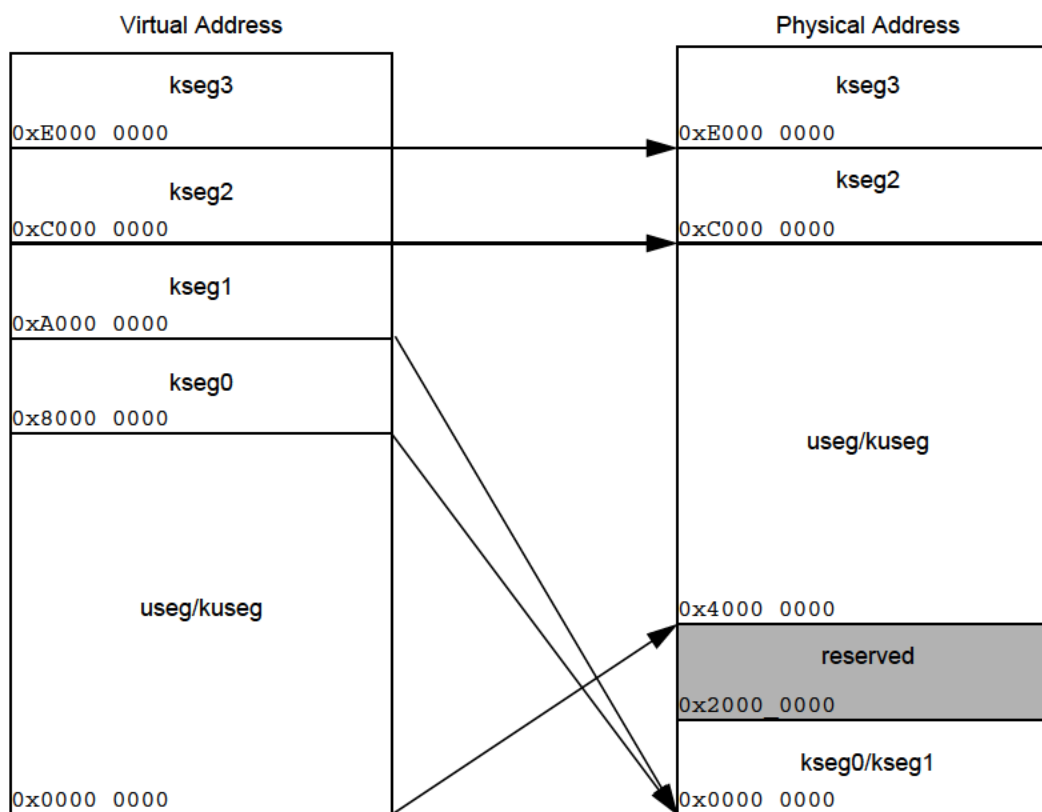 Virtual Address
kseg3
0xE000 0000
kseg2
0xC000 0000
kseg1
0xA000 0000
kseg0
0x8000 0000
useg/kuseg
0x0000 0000
Physical Address
kseg3
0xE000 0000
kseg2
0xC000 0000
useg/kuseg
0x4000 0000
reserved
0x2000_0000
kseg0/kseg1
0x0000 0000